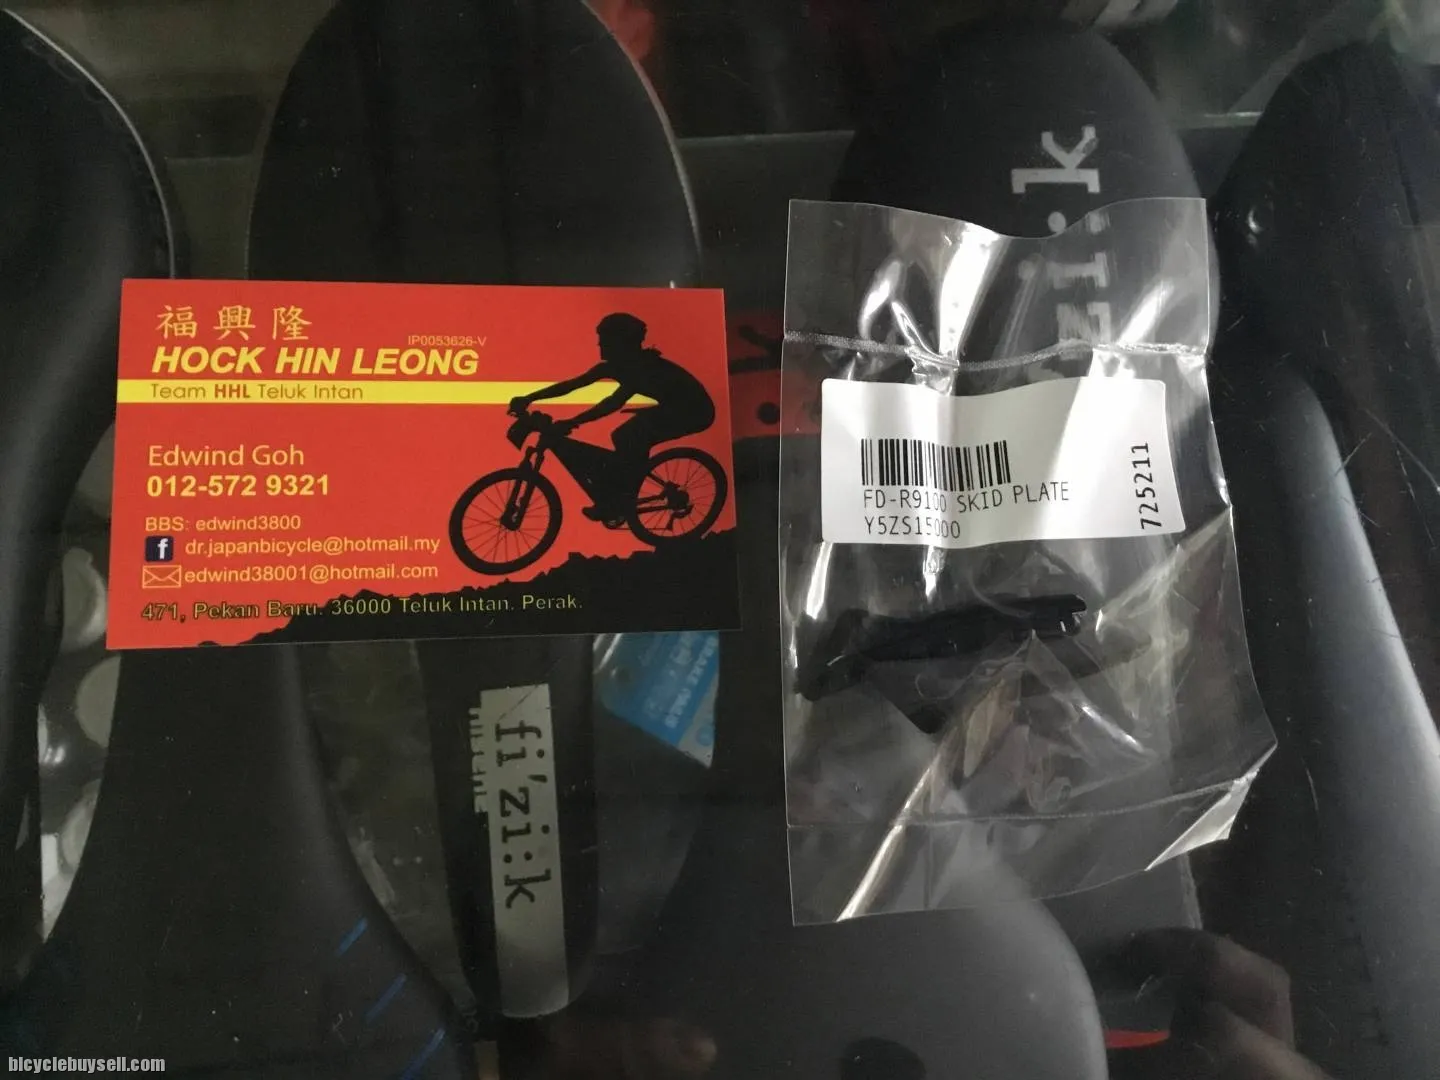 福興隆
IP0053626-V
HOCK HIN LEONG
Team HHL Teluk Intan
Edwind Goh
012-572 9321
BBS: edwind3800
f dr.japanbicycle@hotmail.my
edwind38001@hotmail.com
471, Pekan Baru. 36000 Teluk Intan. Perak.
fi'zi:k
zi:k
FD-R9100 SKID PLATE
Y5ZS15000
725211
bicyclebuysell.com